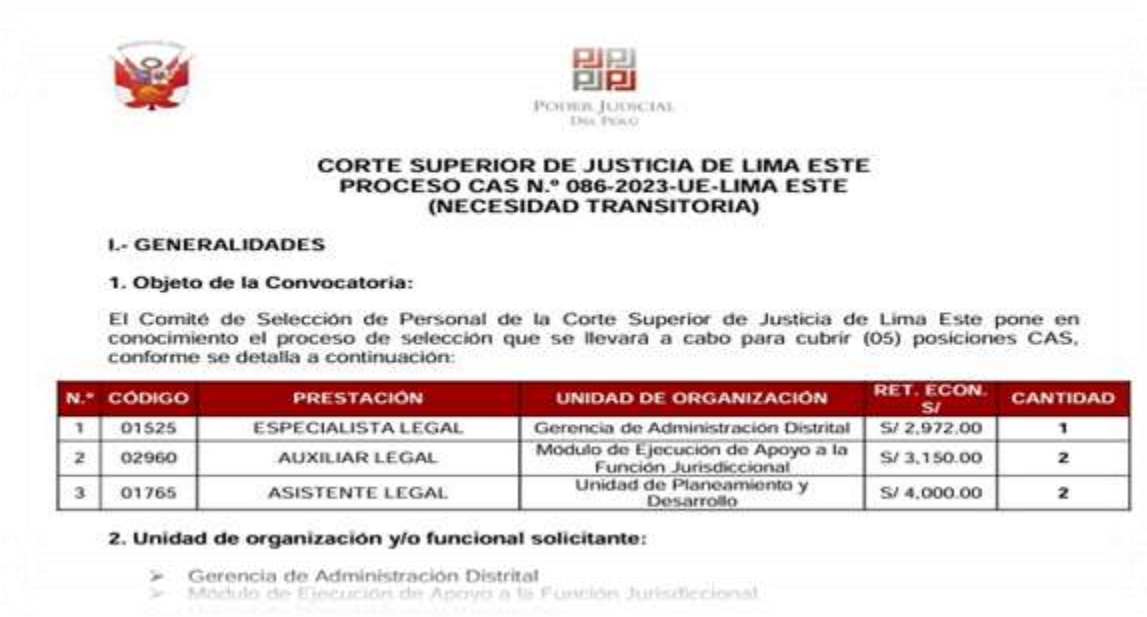 PODER JUDICIAL
DEL PERÚ
CORTE SUPERIOR DE JUSTICIA DE LIMA ESTE
PROCESO CAS N.º 086-2023-UE-LIMA ESTE
(NECESIDAD TRANSITORIA)
I.- GENERALIDADES
1. Objeto de la Convocatoria:
El Comité de Selección de Personal de la Corte Superior de Justicia de Lima Este pone en
conocimiento el proceso de selección que se llevará a cabo para cubrir (05) posiciones CAS,
conforme se detalla a continuación:
N.º CÓDIGO PRESTACIÓN UNIDAD DE ORGANIZACIÓN RET. ECON. S/ CANTIDAD
1 01525 ESPECIALISTA LEGAL Gerencia de Administración Distrital S/ 2,972.00 1
2 02960 AUXILIAR LEGAL Módulo de Ejecución de Apoyo a la Función Jurisdiccional S/ 3,150.00 2
3 01765 ASISTENTE LEGAL Unidad de Planeamiento y Desarrollo S/ 4,000.00 2
2. Unidad de organización y/o funcional solicitante:
➢ Gerencia de Administración Distrital
➢ Módulo de Ejecución de Apoyo a la Función Jurisdiccional